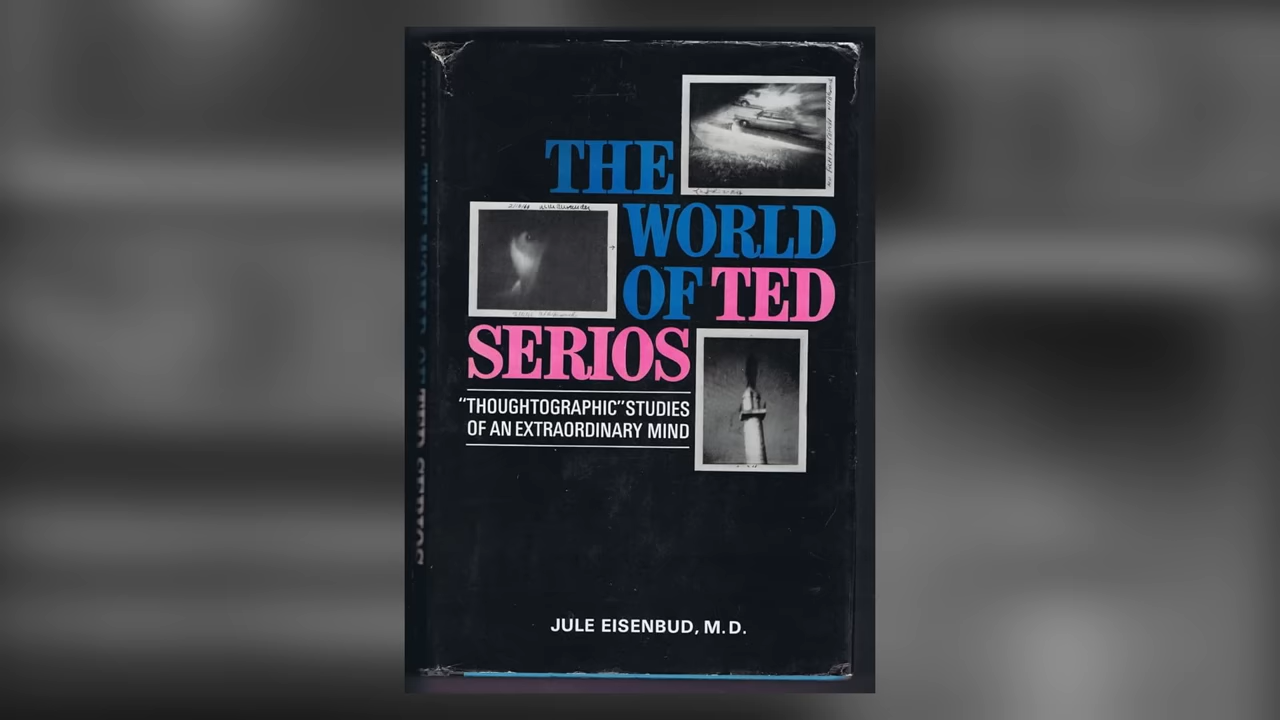 THE
WORLD
OF TED
SERIOS
"THOUGHTOGRAPHIC" STUDIES
OF AN EXTRAORDINARY MIND
JULE EISENBUD, M.D.